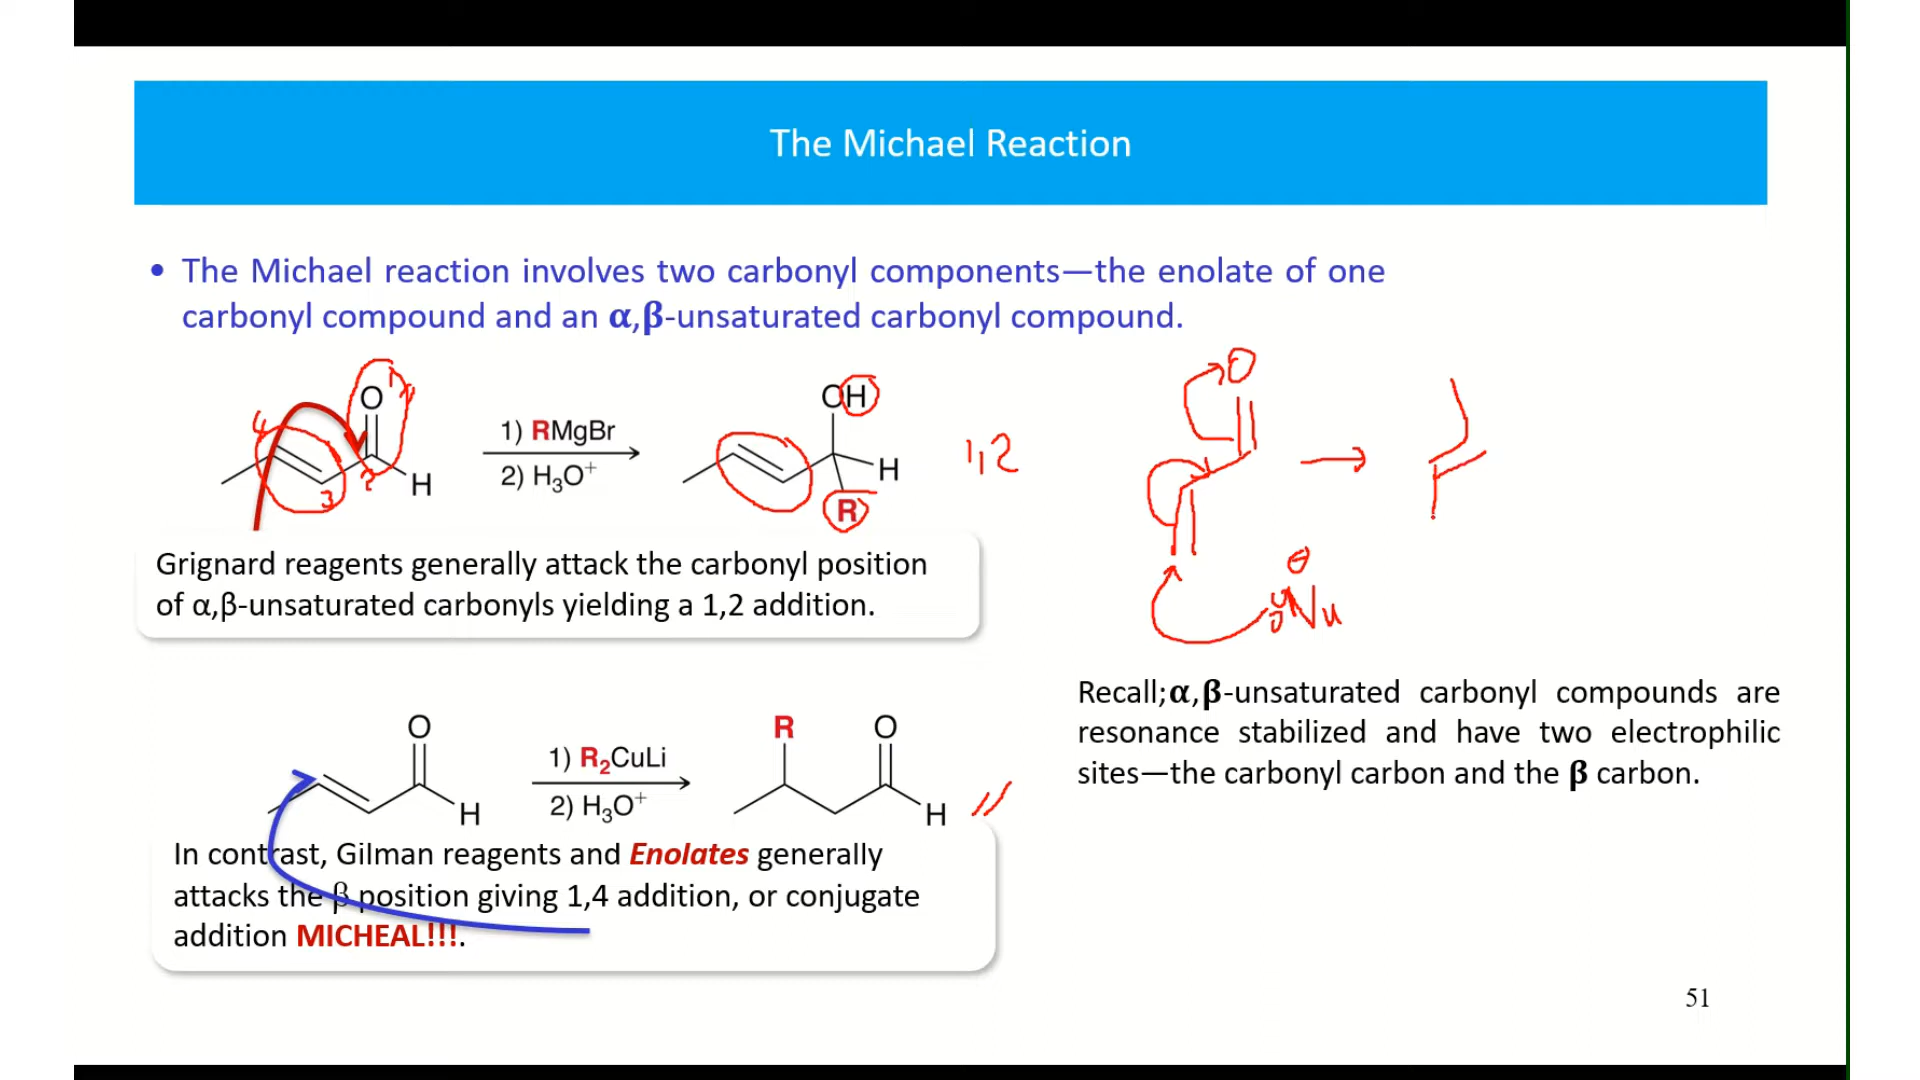 The Michael Reaction
• The Michael reaction involves two carbonyl components—the enolate of one
carbonyl compound and an α,β-unsaturated carbonyl compound.
O
H
4
3
2
1
1) RMgBr
2) H₃O⁺
OH
H
R
1,2
O
Nu
⊖
Grignard reagents generally attack the carbonyl position
of α,β-unsaturated carbonyls yielding a 1,2 addition.
O
H
1) R₂CuLi
2) H₃O⁺
R
O
H
Recall;α,β-unsaturated carbonyl compounds are
resonance stabilized and have two electrophilic
sites—the carbonyl carbon and the β carbon.
In contrast, Gilman reagents and Enolates generally
attacks the β position giving 1,4 addition, or conjugate
addition MICHEAL!!!.
51